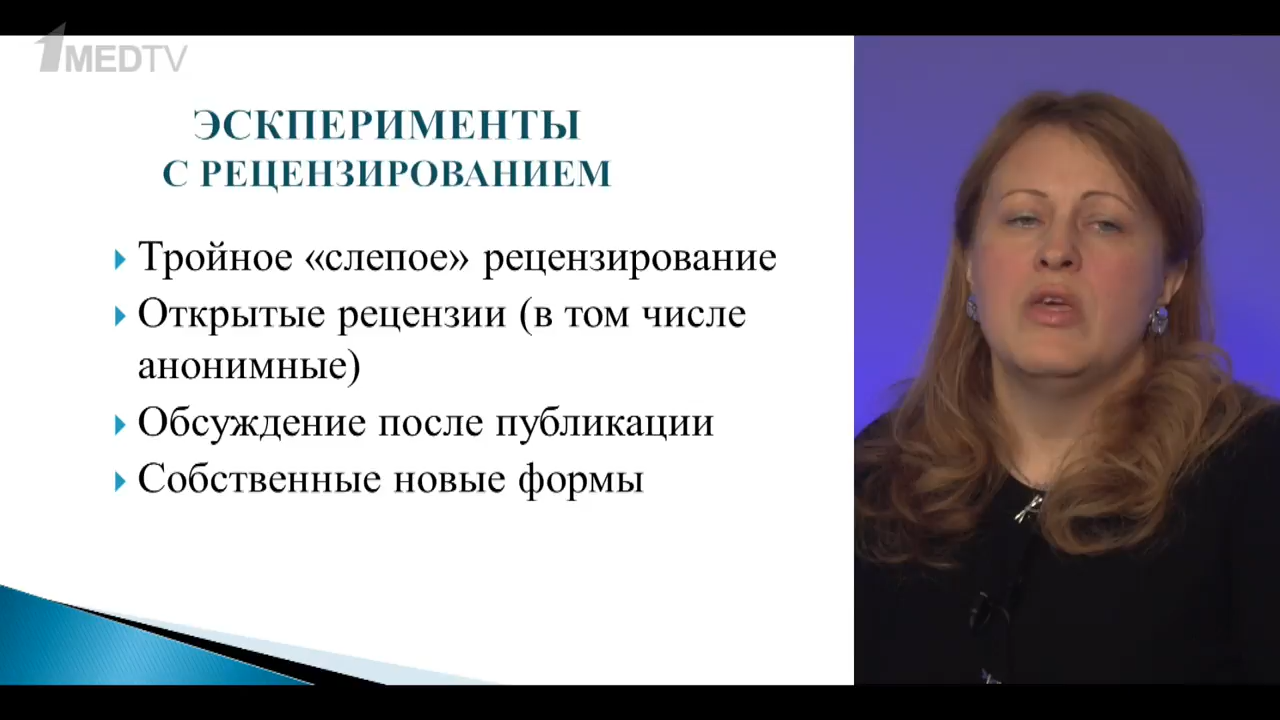 1MEDTV
ЭСКПЕРИМЕНТЫ
С РЕЦЕНЗИРОВАНИЕМ
Тройное «слепое» рецензирование
Открытые рецензии (в том числе
анонимные)
Обсуждение после публикации
Собственные новые формы